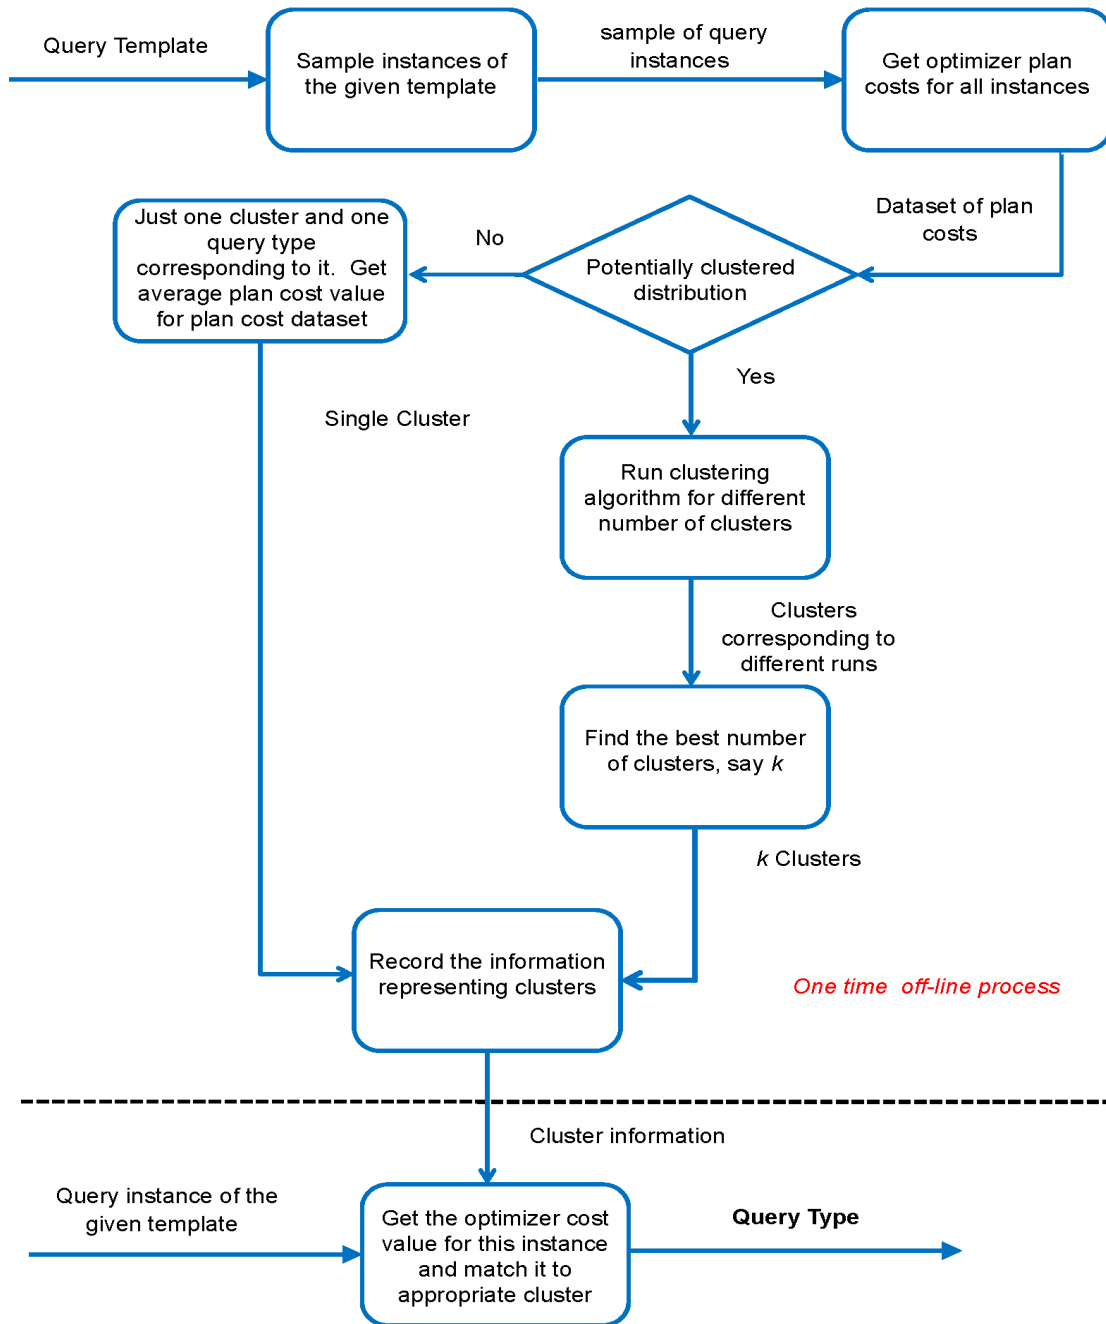 Query Template
Sample instances of
the given template
sample of query
instances
Get optimizer plan
costs for all instances
Dataset of plan
costs
Just one cluster and one
query type
corresponding to it.  Get
average plan cost value
for plan cost dataset
No
Potentially clustered
distribution
Yes
Single Cluster
Run clustering
algorithm for different
number of clusters
Clusters
corresponding to
different runs
Find the best number
of clusters, say k
k Clusters
Record the information
representing clusters
One time  off-line process
Cluster information
Query instance of the
given template
Get the optimizer cost
value for this instance
and match it to
appropriate cluster
Query Type